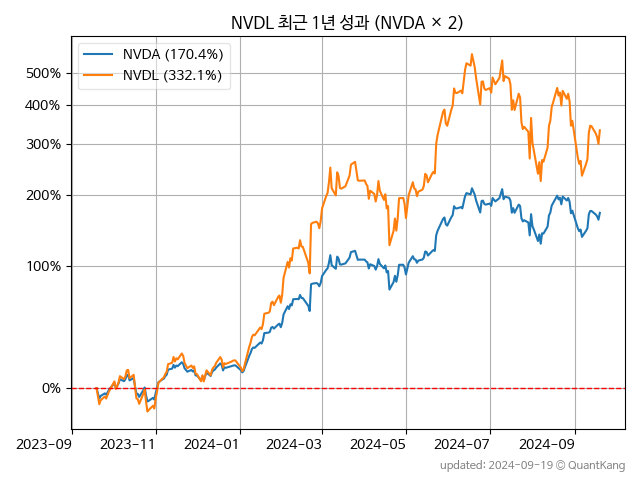 NVDL 최근 1년 성과 (NVDA × 2)
NVDA (170.4%)
NVDL (332.1%)
500%
400%
300%
200%
100%
0%
2023-09 2023-11 2024-01 2024-03 2024-05 2024-07 2024-09
updated: 2024-09-19 © QuantKang